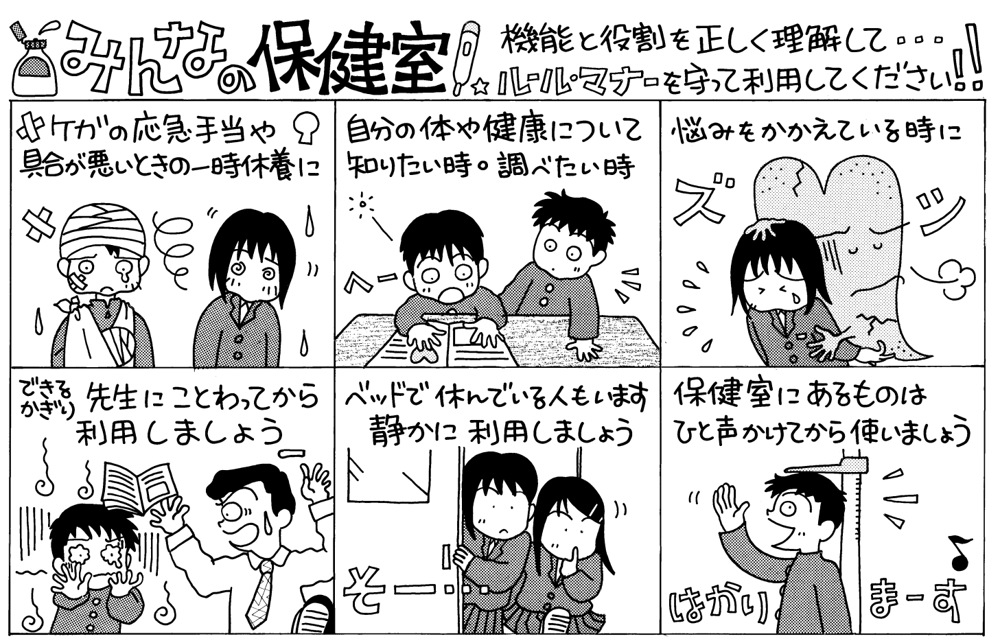 みんなの保健室
機能と役割を正しく理解して・・・
ルール・マナーを守って利用してください!!
ケガの応急手当や
具合が悪いときの一時休養に
自分の体や健康について
知りたい時。調べたい時
へー
悩みをかかえている時に
ズーン
できるかぎり
先生にことわってから
利用しましょう
ベッドで休んでいる人もいます
静かに利用しましょう
そー・・・
保健室にあるものは
ひと声かけてから使いましょう
はかりまーす